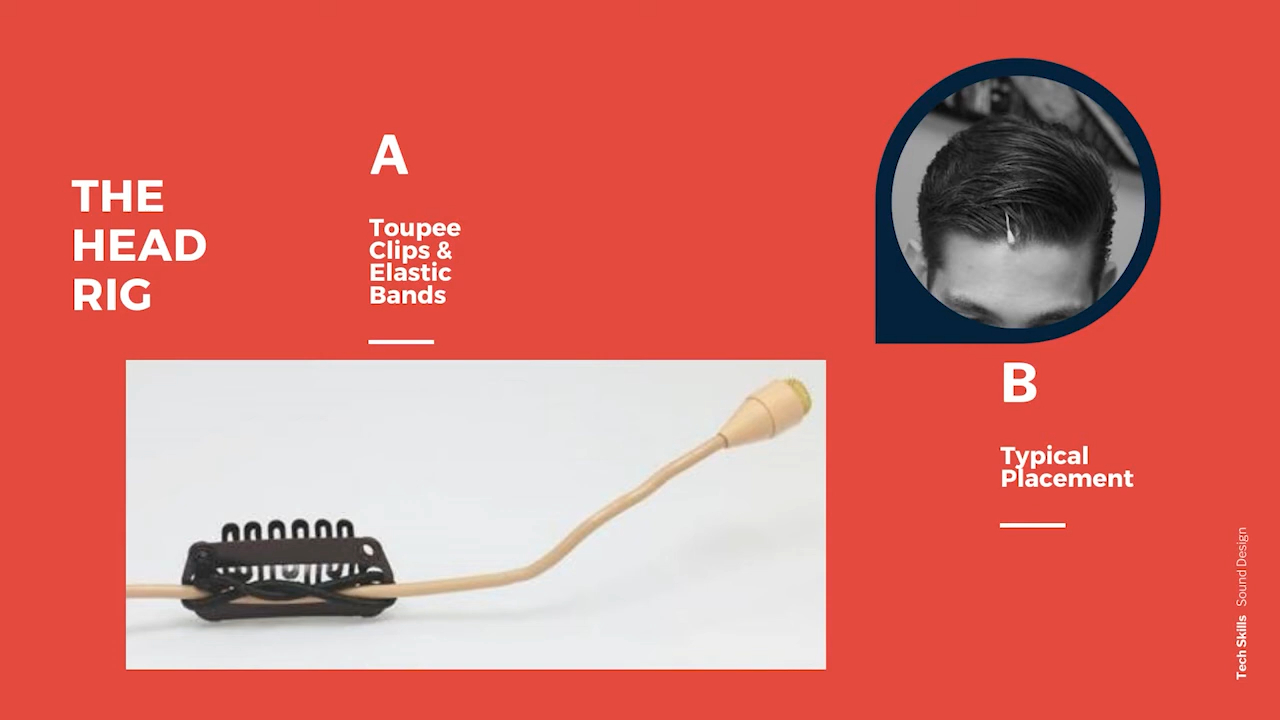 THE
HEAD
RIG
A
Toupee
Clips &
Elastic
Bands
B
Typical
Placement
Tech Skills Sound Design